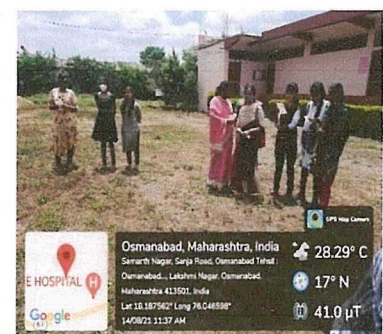 GPS Map Camera
Osmanabad, Maharashtra, India
Samarth Nagar, Sanja Road, Osmanabad Tehsil :
Osmanabad,., Lakshmi Nagar, Osmanabad,
Maharashtra 413501, India
Lat 18.187562° Long 76.046598°
14/08/21 11:37 AM
28.29° C
17° N
41.0 µT
E HOSPITAL H
Google